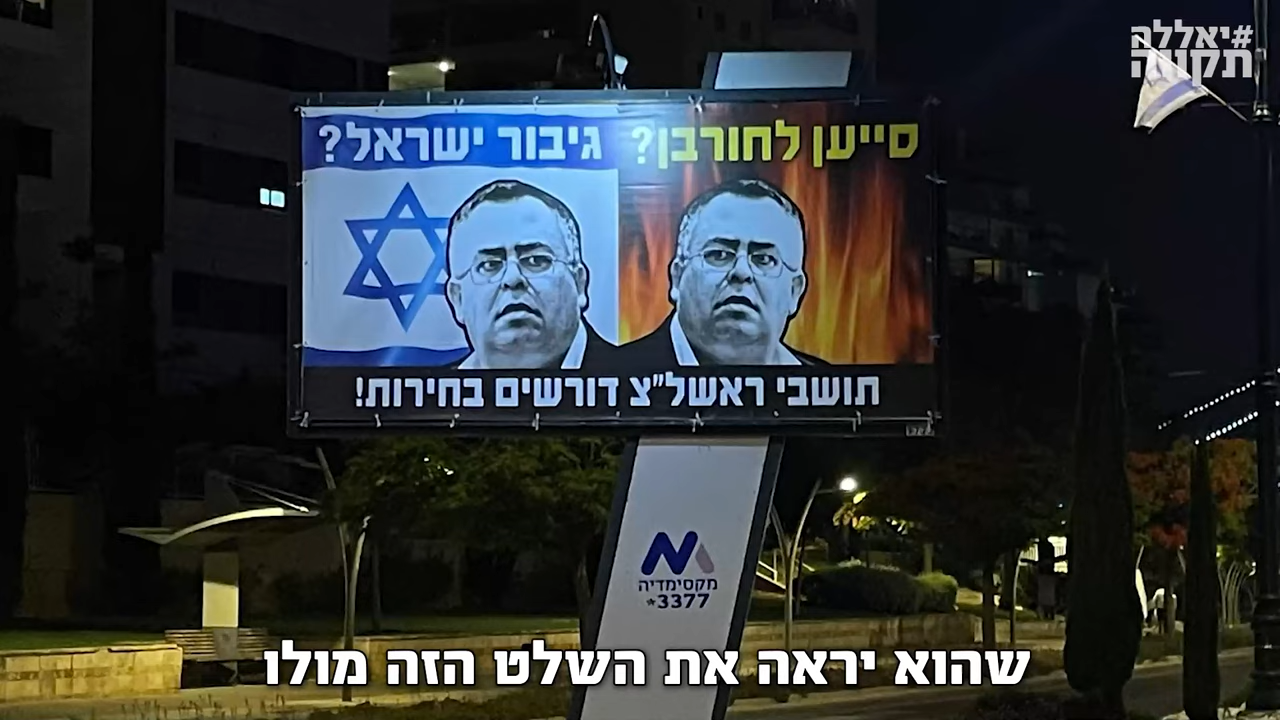 #יאללה
תקווה
סייען לחורבן?
גיבור ישראל?
תושבי ראשל"צ דורשים בחירות!
מקסימדיה
3377*
שהוא יראה את השלט הזה מולו